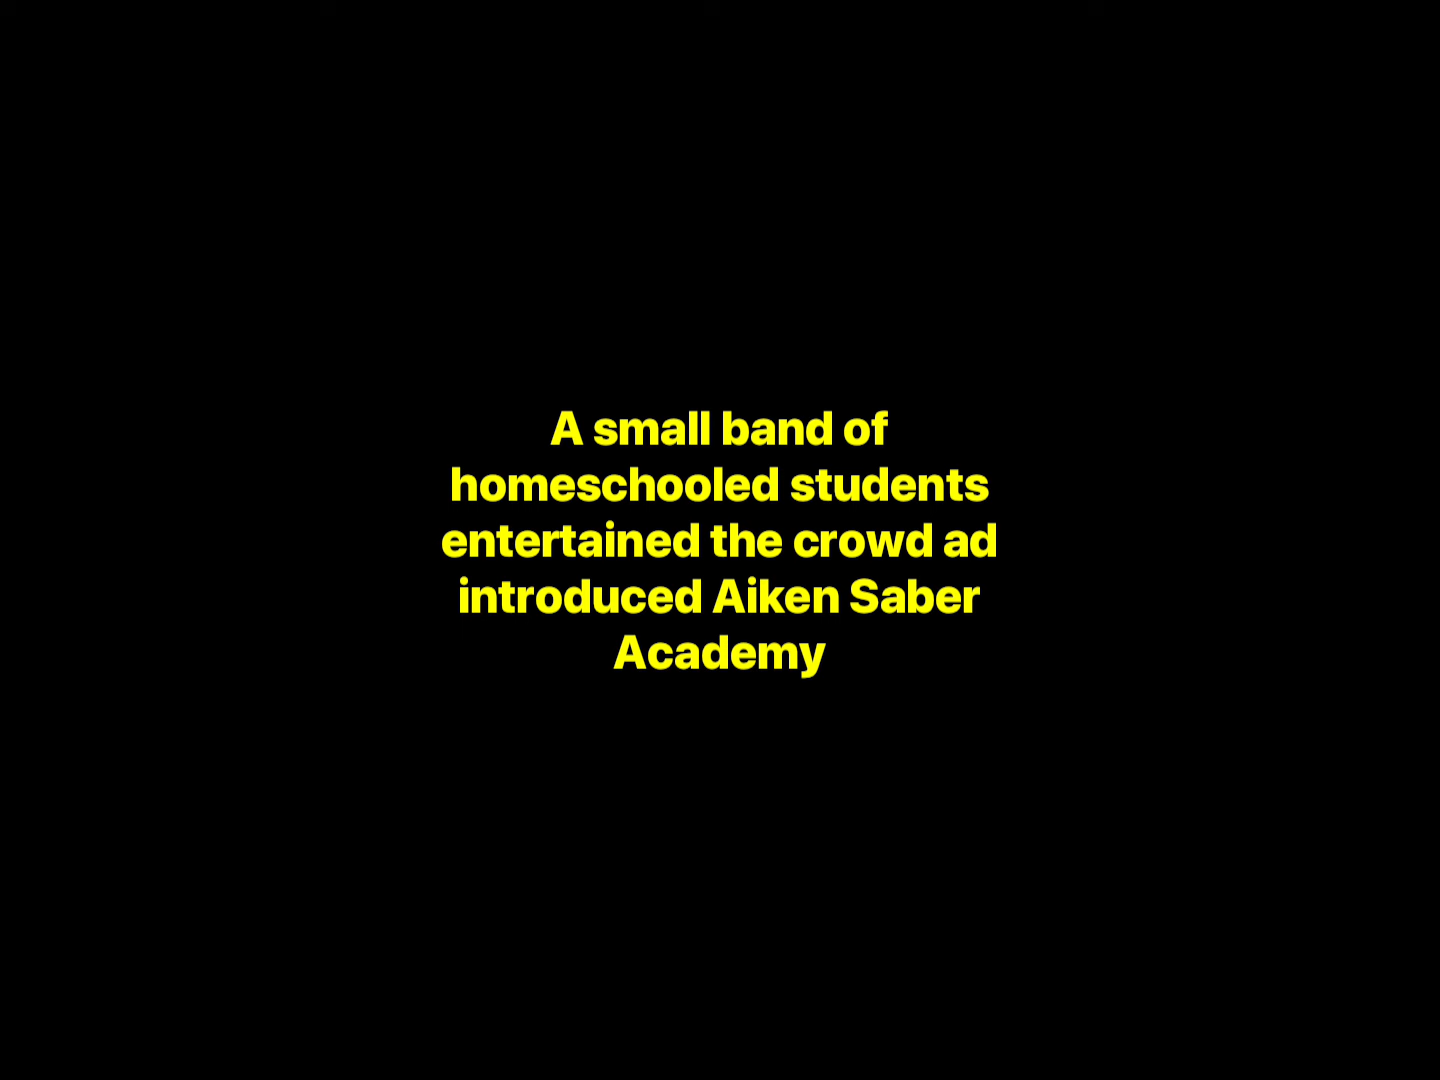 A small band of
homeschooled students
entertained the crowd ad
introduced Aiken Saber
Academy